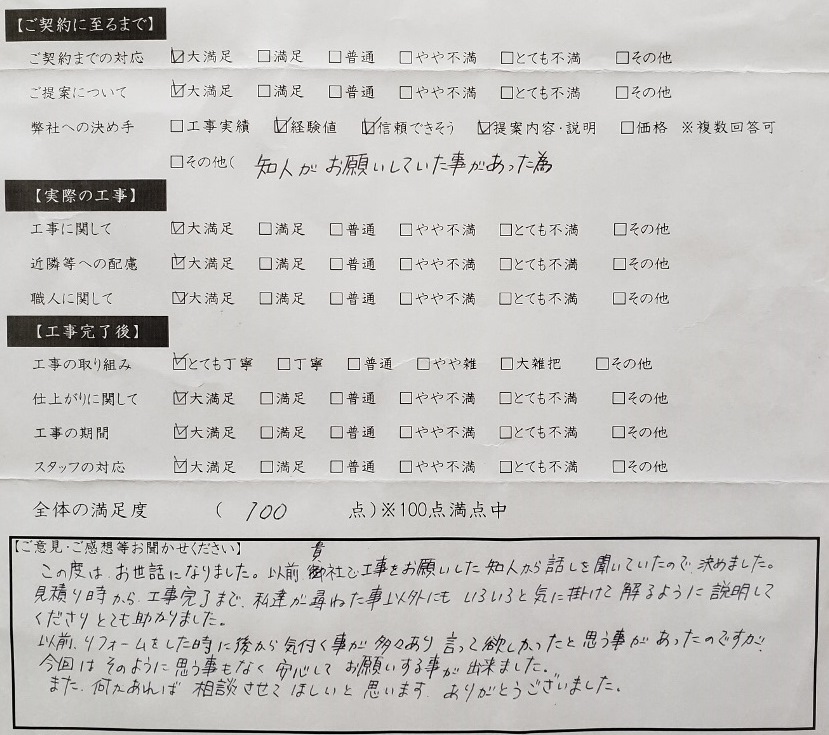 【ご契約に至るまで】
ご契約までの対応 ☑大満足 □満足 □普通 □やや不満 □とても不満 □その他
ご提案について ☑大満足 □満足 □普通 □やや不満 □とても不満 □その他
弊社への決め手 □工事実績 ☑経験値 ☑信頼できそう ☑提案内容・説明 □価格 ※複数回答可
□その他( 知人がお願いしていた事があった為
【実際の工事】
工事に関して ☑大満足 □満足 □普通 □やや不満 □とても不満 □その他
近隣等への配慮 ☑大満足 □満足 □普通 □やや不満 □とても不満 □その他
職人に関して ☑大満足 □満足 □普通 □やや不満 □とても不満 □その他
【工事完了後】
工事の取り組み ☑とても丁寧 □丁寧 □普通 □やや雑 □大雑把 □その他
仕上がりに関して ☑大満足 □満足 □普通 □やや不満 □とても不満 □その他
工事の期間 ☑大満足 □満足 □普通 □やや不満 □とても不満 □その他
スタッフの対応 ☑大満足 □満足 □普通 □やや不満 □とても不満 □その他
全体の満足度 ( 100 点)※100点満点中
【ご意見・ご感想等お聞かせください】
この度は、お世話になりました。以前、貴社で工事をお願いした知人から話しを聞いていたので、決めました。
見積り時から、工事完了まで、私達が尋ねた事以外にも、いろいろと気に掛けて解るように説明して
くださりとても助かりました。
以前、リフォームをした時に後から気付く事が多々あり、言って欲しかったと思う事があったのですが、
今回はそのように思う事もなく安心してお願いする事が出来ました。
また、何かあれば相談させてほしいと思います。ありがとうございました。